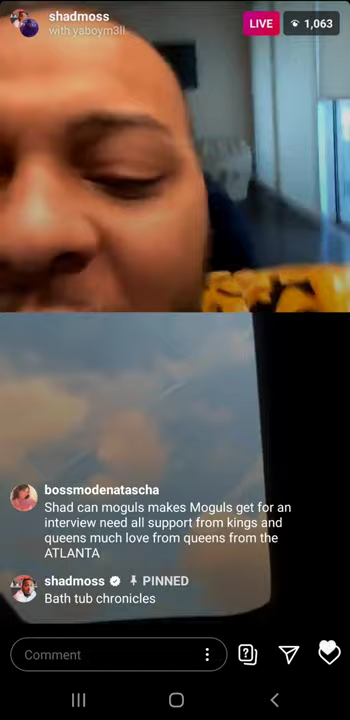 shadmoss
with yaboym3ll
LIVE
1,063
bossmodenatascha
Shad can moguls makes Moguls get for an
interview need all support from kings and
queens much love from queens from the
ATLANTA
shadmoss PINNED
Bath tub chronicles
Comment